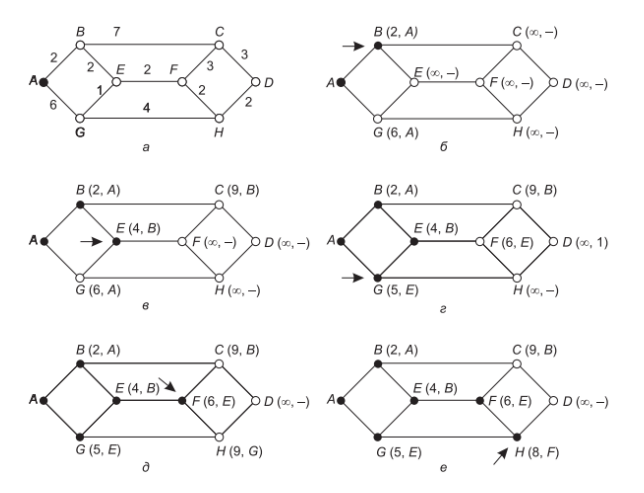 B 7 C
2 2 3 3
A E 2 F D
6 1 2 2
4
G H
а
B (2, A) C (∞, –)
A E (∞, –) F (∞, –) D (∞, –)
G (6, A) H (∞, –)
б
B (2, A) C (9, B)
A E (4, B) F (∞, –) D (∞, –)
G (6, A) H (∞, –)
в
B (2, A) C (9, B)
A E (4, B) F (6, E) D (∞, 1)
G (5, E) H (∞, –)
г
B (2, A) C (9, B)
A E (4, B) F (6, E) D (∞, –)
G (5, E) H (9, G)
д
B (2, A) C (9, B)
A E (4, B) F (6, E) D (∞, –)
G (5, E) H (8, F)
е